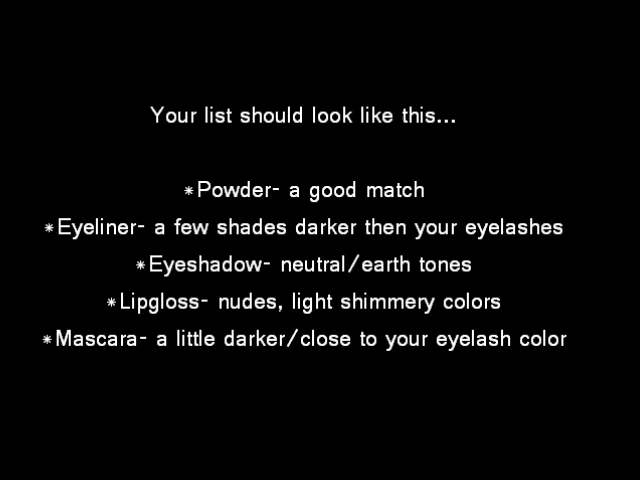 Your list should look like this...
*Powder- a good match
*Eyeliner- a few shades darker then your eyelashes
*Eyeshadow- neutral/earth tones
*Lipgloss- nudes, light shimmery colors
*Mascara- a little darker/close to your eyelash color